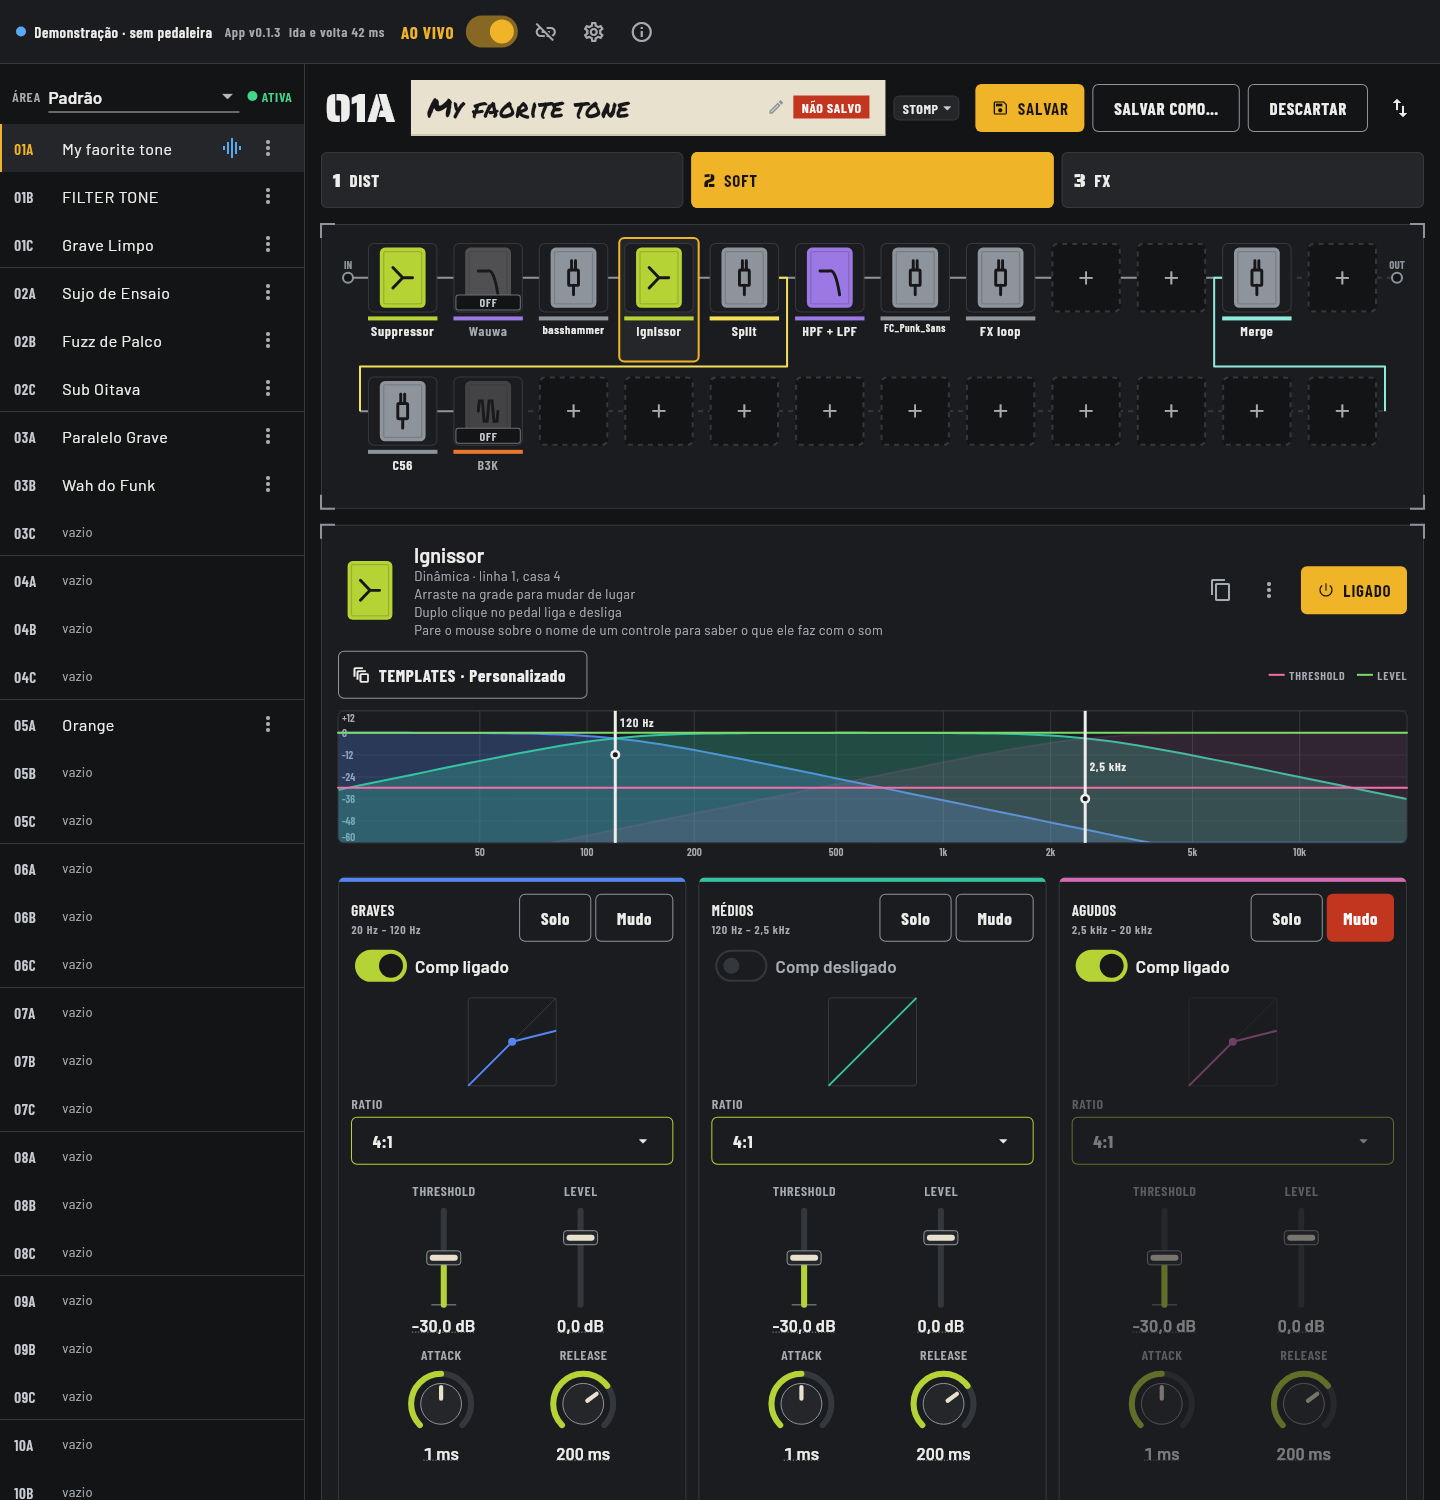 Demonstração · sem pedaleira App v0.1.3 Ida e volta 42 ms AO VIVO
ÁREA Padrão ATIVA
01A My faorite tone
01B FILTER TONE
01C Grave Limpo
02A Sujo de Ensaio
02B Fuzz de Palco
02C Sub Oitava
03A Paralelo Grave
03B Wah do Funk
03C vazio
04A vazio
04B vazio
04C vazio
05A Orange
05B vazio
05C vazio
06A vazio
06B vazio
06C vazio
07A vazio
07B vazio
07C vazio
08A vazio
08B vazio
08C vazio
09A vazio
09B vazio
09C vazio
10A vazio
10B vazio
01A My faorite tone NÃO SALVO STOMP SALVAR SALVAR COMO... DESCARTAR
1 DIST 2 SOFT 3 FX
IN OUT
OFF
Suppressor Wauwa basshammer Ignissor Split HPF + LPF FC_Punk_Sans FX loop Merge
OFF
C56 B3K
Ignissor
Dinâmica · linha 1, casa 4
Arraste na grade para mudar de lugar
Duplo clique no pedal liga e desliga
Pare o mouse sobre o nome de um controle para saber o que ele faz com o som
LIGADO
TEMPLATES · Personalizado THRESHOLD LEVEL
+12
0
-12
-24
-36
-48
-60
120 Hz
2,5 kHz
50 100 200 500 1k 2k 5k 10k
GRAVES
20 Hz – 120 Hz
Solo Mudo
Comp ligado
RATIO
4:1
THRESHOLD LEVEL
-30,0 dB 0,0 dB
ATTACK RELEASE
1 ms 200 ms
MÉDIOS
120 Hz – 2,5 kHz
Solo Mudo
Comp desligado
RATIO
4:1
THRESHOLD LEVEL
-30,0 dB 0,0 dB
ATTACK RELEASE
1 ms 200 ms
AGUDOS
2,5 kHz – 20 kHz
Solo Mudo
Comp ligado
RATIO
4:1
THRESHOLD LEVEL
-30,0 dB 0,0 dB
ATTACK RELEASE
1 ms 200 ms